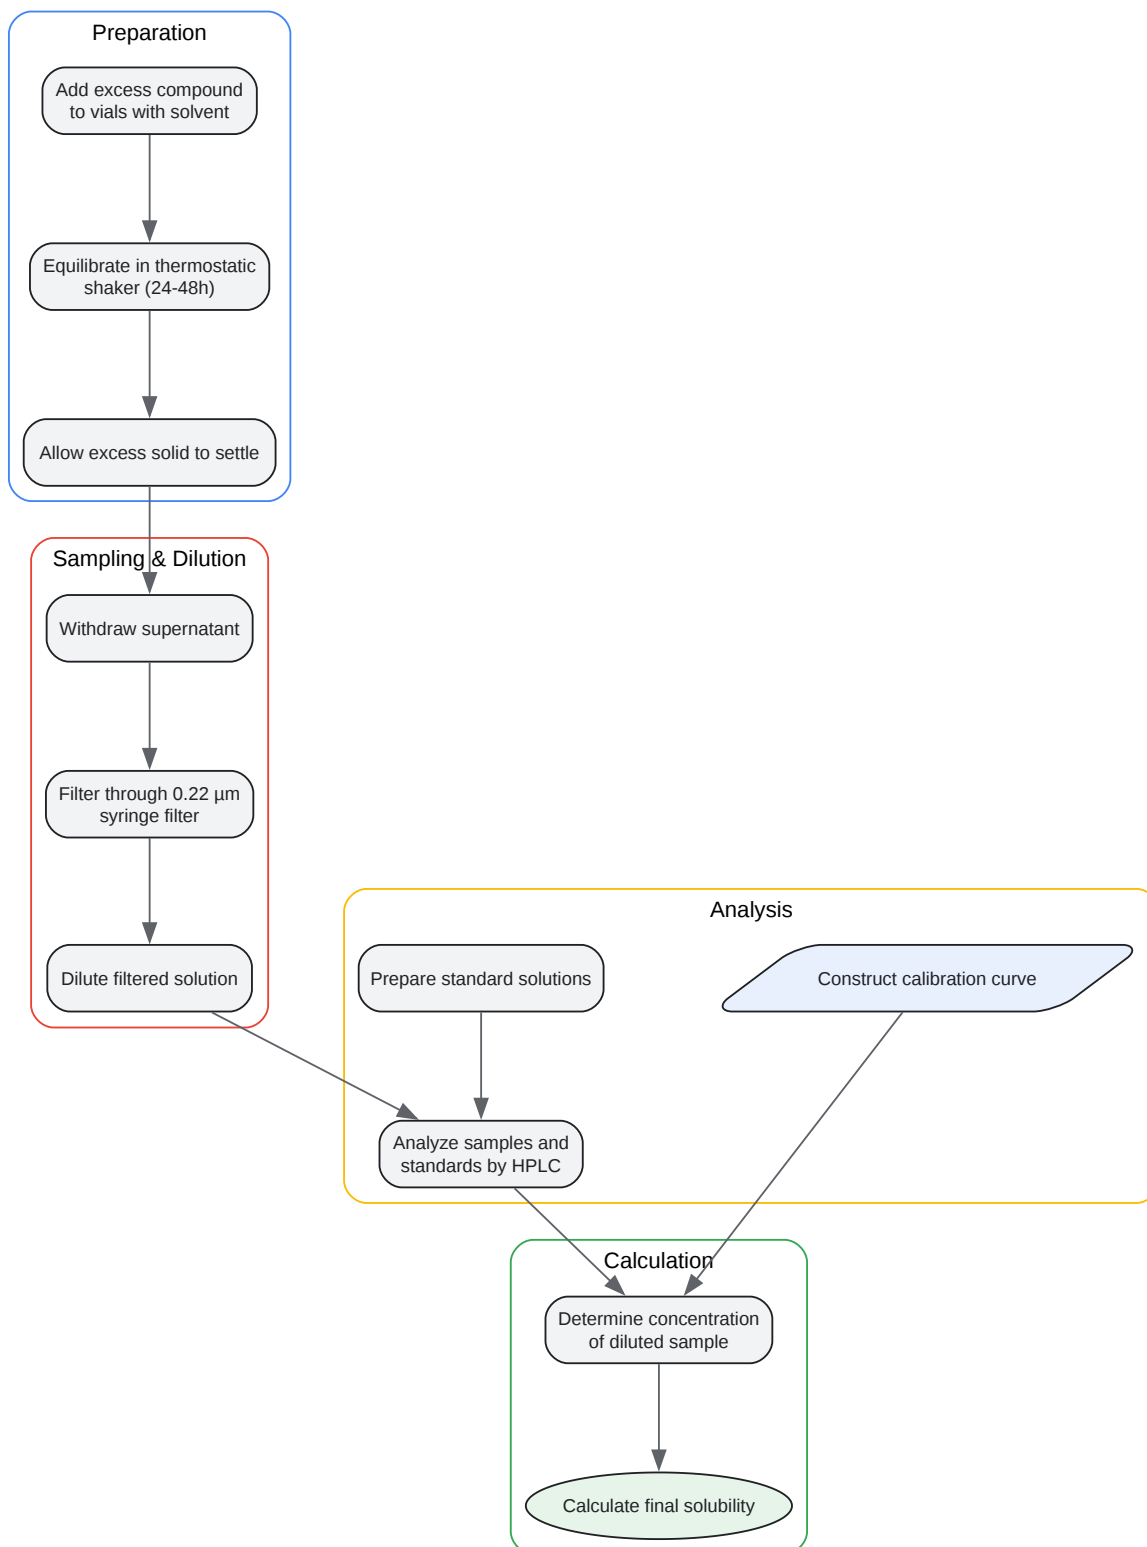 Preparation
Add excess compound
to vials with solvent
Equilibrate in thermostatic
shaker (24-48h)
Allow excess solid to settle
Sampling & Dilution
Withdraw supernatant
Filter through 0.22 µm
syringe filter
Dilute filtered solution
Analysis
Prepare standard solutions
Construct calibration curve
Analyze samples and
standards by HPLC
Calculation
Determine concentration
of diluted sample
Calculate final solubility